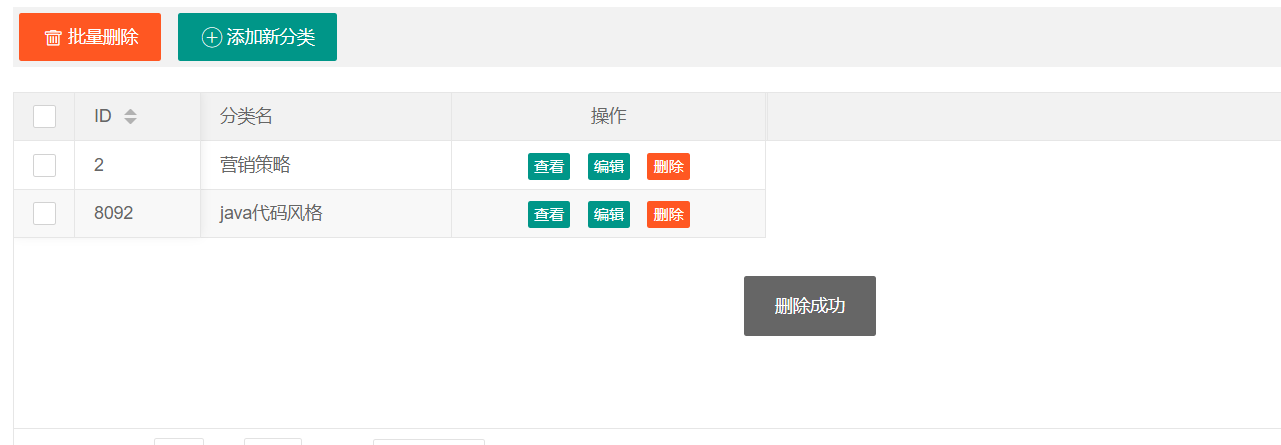 批量删除 添加新分类
ID 分类名 操作
2 营销策略 查看 编辑 删除
8092 java代码风格 查看 编辑 删除
删除成功